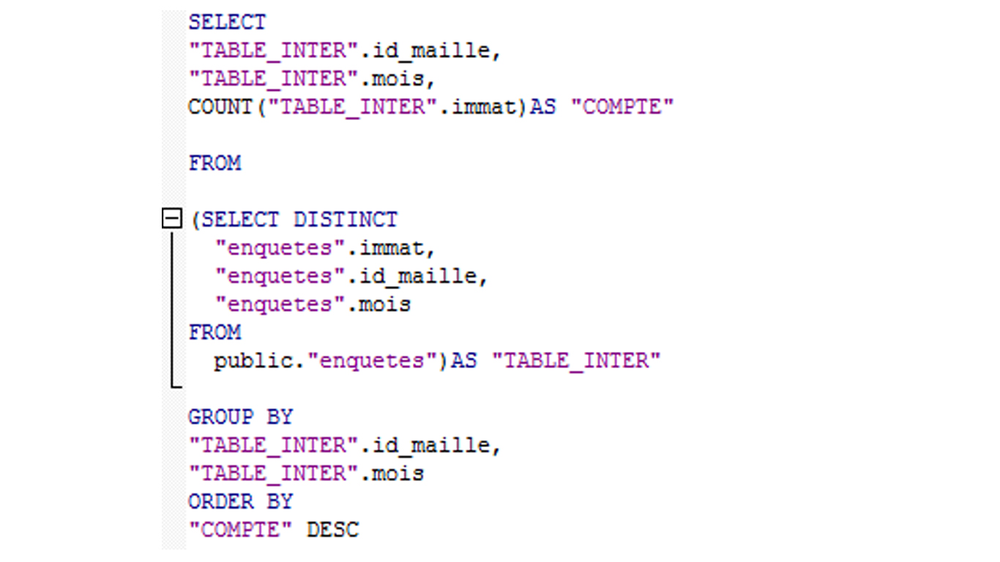 SELECT
"TABLE_INTER".id_maille,
"TABLE_INTER".mois,
COUNT("TABLE_INTER".immat)AS "COMPTE"
FROM
(SELECT DISTINCT
"enquetes".immat,
"enquetes".id_maille,
"enquetes".mois
FROM
public."enquetes")AS "TABLE_INTER"
GROUP BY
"TABLE_INTER".id_maille,
"TABLE_INTER".mois
ORDER BY
"COMPTE" DESC